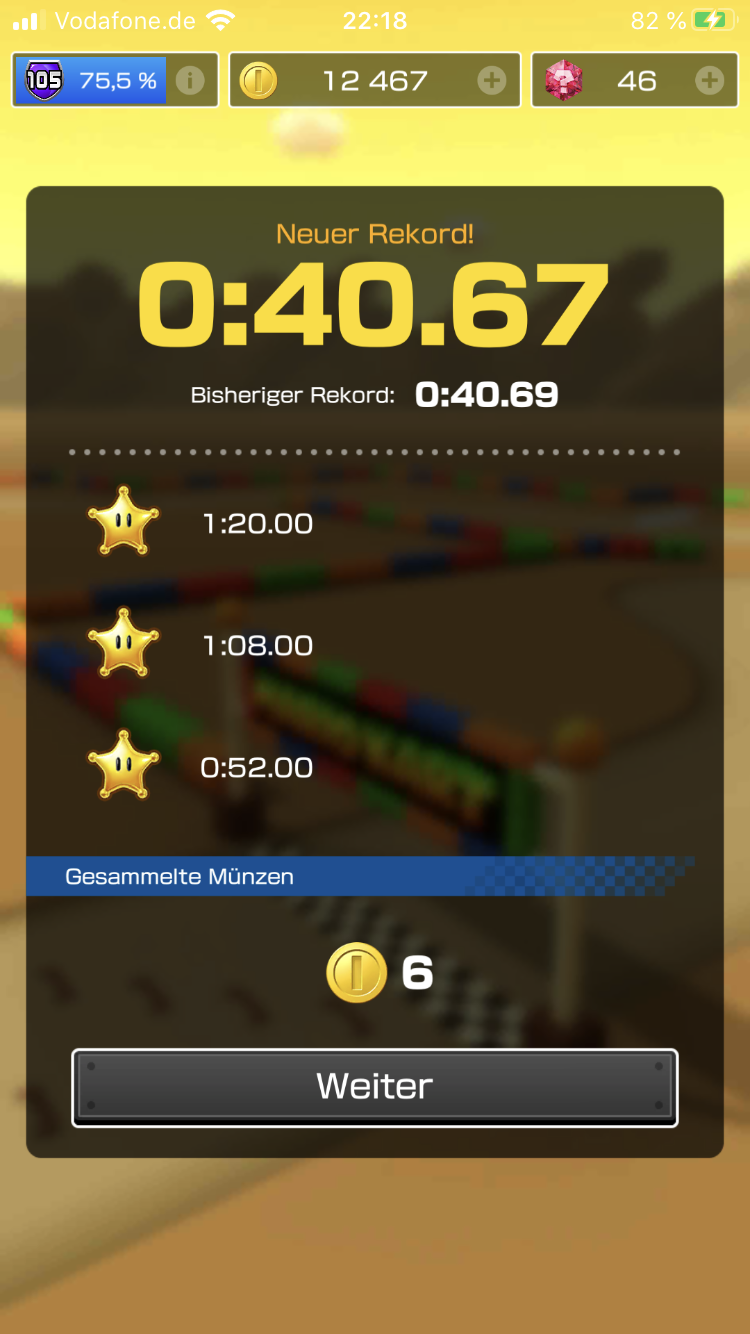 Vodafone.de 22:18 82 %
105 75,5 % i 12 467 + ? 46 +
Neuer Rekord!
0:40.67
Bisheriger Rekord: 0:40.69
1:20.00
1:08.00
0:52.00
Gesammelte Münzen
6
Weiter